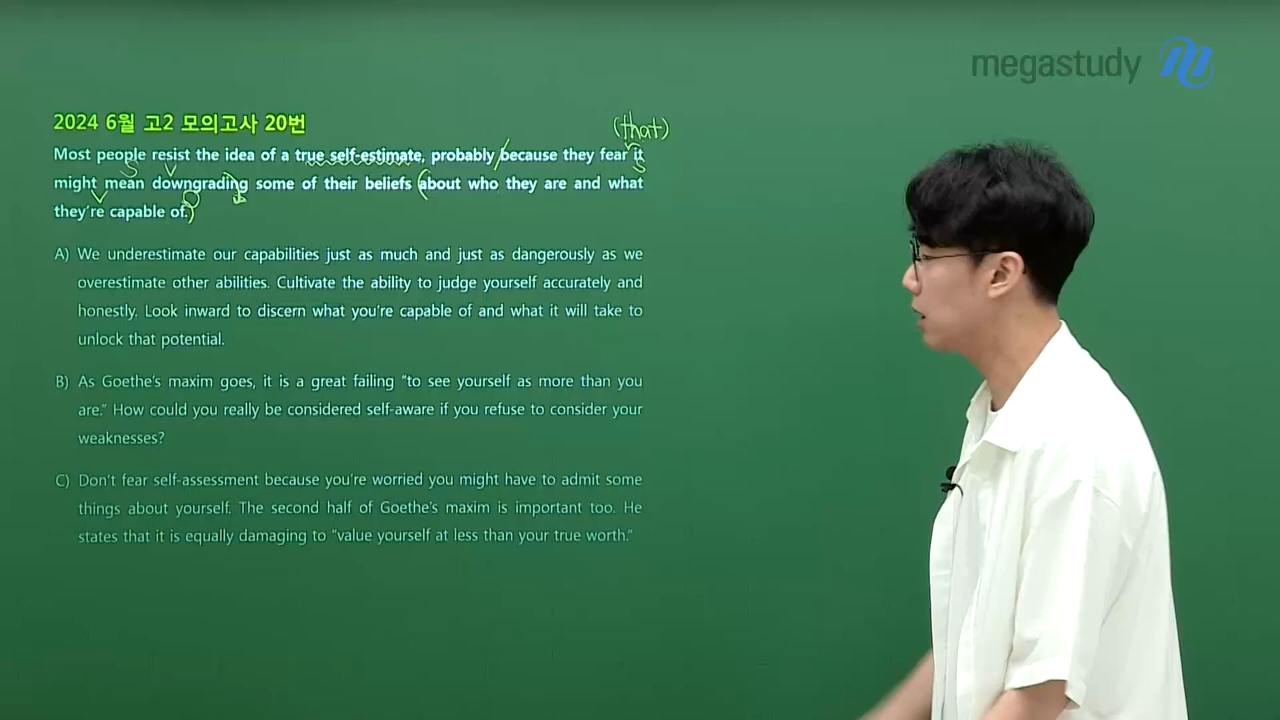 megastudy
2024 6월 고2 모의고사 20번
(that)
Most people resist the idea of a true self-estimate, probably because they fear it
might mean downgrading some of their beliefs about who they are and what
they're capable of.
A) We underestimate our capabilities just as much and just as dangerously as we
overestimate other abilities. Cultivate the ability to judge yourself accurately and
honestly. Look inward to discern what you're capable of and what it will take to
unlock that potential.
B) As Goethe's maxim goes, it is a great failing "to see yourself as more than you
are." How could you really be considered self-aware if you refuse to consider your
weaknesses?
C) Don't fear self-assessment because you're worried you might have to admit some
things about yourself. The second half of Goethe's maxim is important too. He
states that it is equally damaging to "value yourself at less than your true worth."